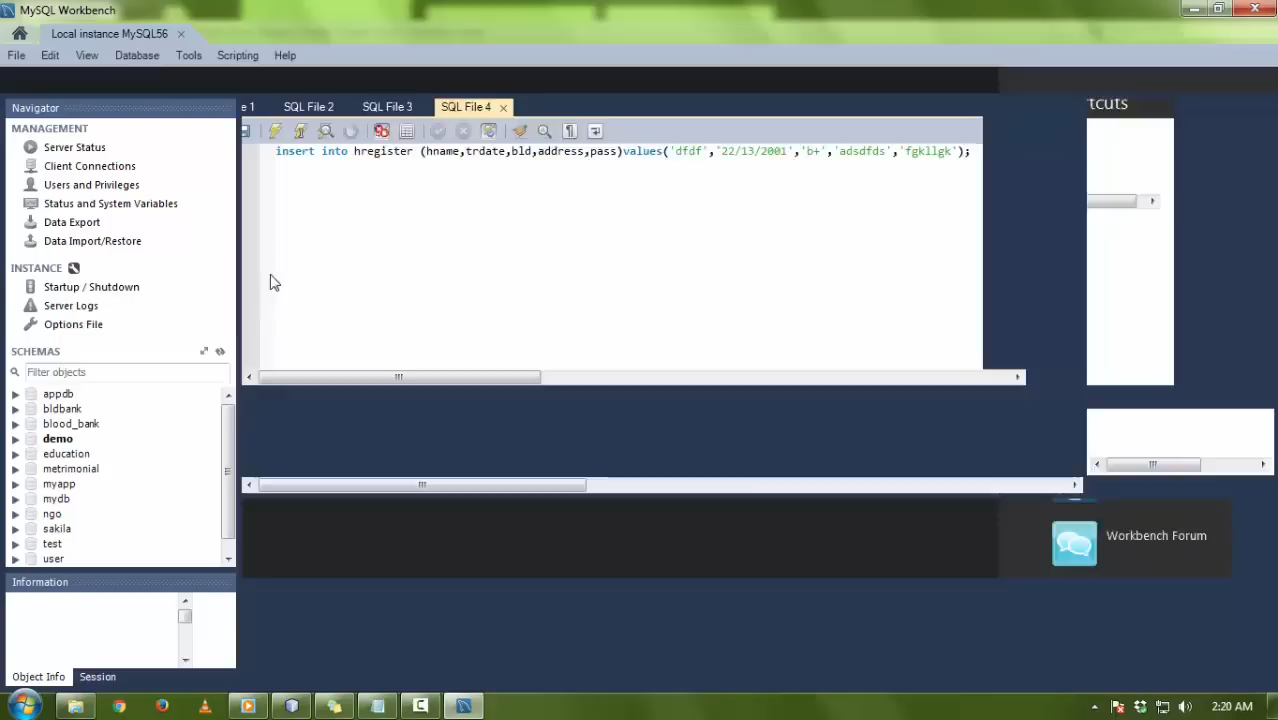 MySQL Workbench
Local instance MySQL56
File Edit View Database Tools Scripting Help
Navigator
MANAGEMENT
Server Status
Client Connections
Users and Privileges
Status and System Variables
Data Export
Data Import/Restore
INSTANCE
Startup / Shutdown
Server Logs
Options File
SCHEMAS
Filter objects
appdb
bldbank
blood_bank
demo
education
metrimonial
myapp
mydb
ngo
sakila
test
user
Information
Object Info Session
e 1 SQL File 2 SQL File 3 SQL File 4
insert into hregister (hname,trdate,bld,address,pass)values('dfdf','22/13/2001','b+','adsdfds','fgkllgk');
tcuts
Workbench Forum
2:20 AM